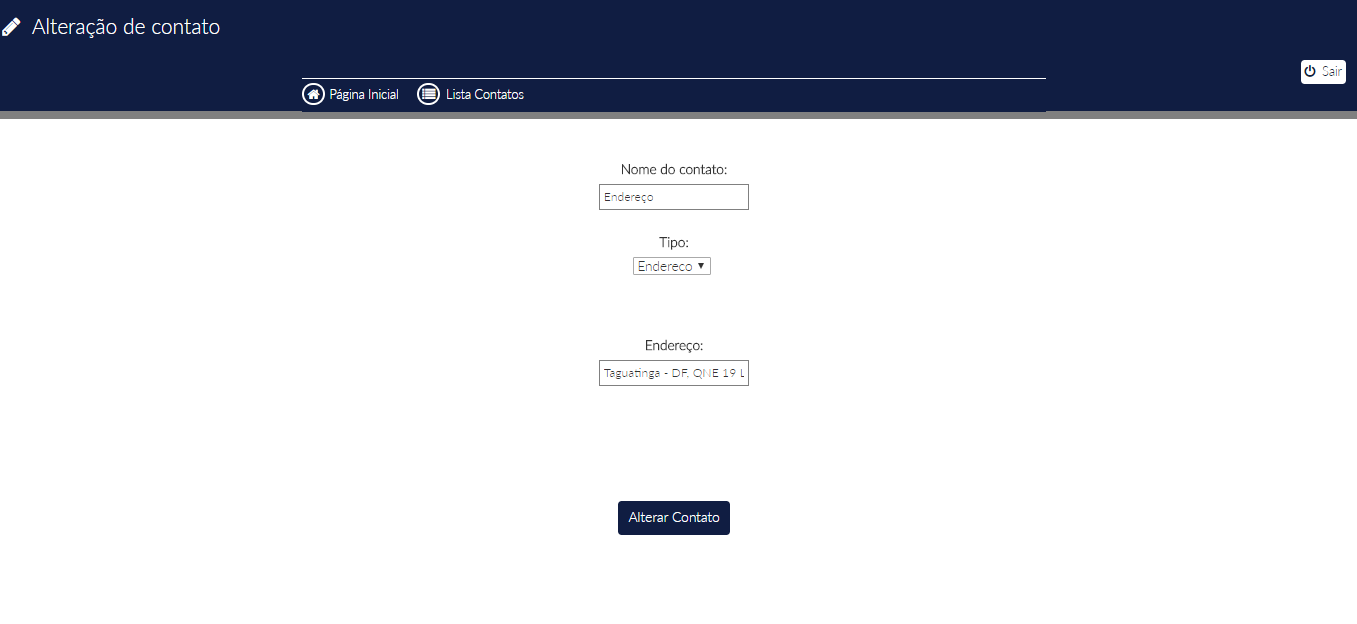 Alteração de contato
Sair
Página Inicial Lista Contatos
Nome do contato:
Endereço
Tipo:
Endereco
Endereço:
Taguatinga - DF, QNE 19 L
Alterar Contato